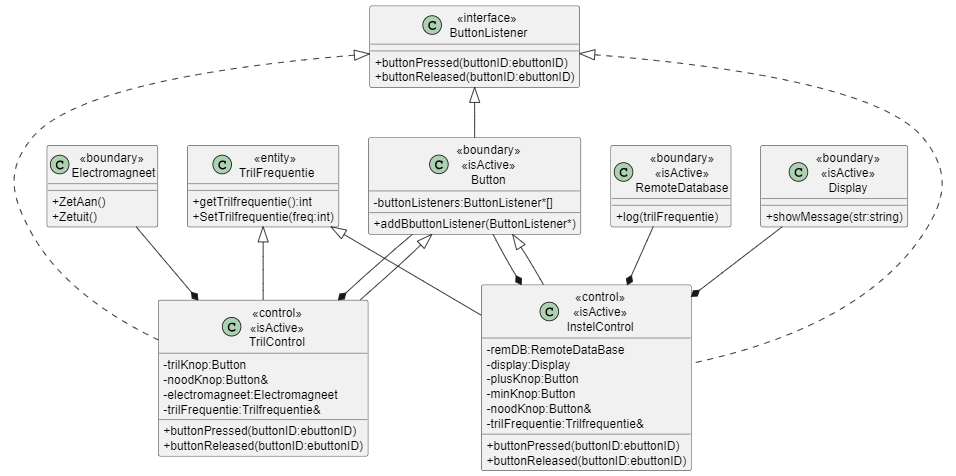 «interface»
C
ButtonListener
+buttonPressed(buttonID:ebuttonID)
+buttonReleased(buttonID:ebuttonID)
«boundary»
C
Electromagneet
+ZetAan()
+Zetuit()
«entity»
C
TrilFrequentie
+getTrilfrequentie():int
+SetTrilfrequentie(freq:int)
«boundary»
C
«isActive»
Button
-buttonListeners:ButtonListener*[]
+addBbuttonListener(ButtonListener*)
«boundary»
C
«isActive»
RemoteDatabase
+log(trilFrequentie)
«boundary»
C
«isActive»
Display
+showMessage(str:string)
«control»
C
«isActive»
TrilControl
-trilKnop:Button
-noodKnop:Button&
-electromagneet:Electromagneet
-trilFrequentie:Trilfrequentie&
+buttonPressed(buttonID:ebuttonID)
+buttonReleased(buttonID:ebuttonID)
«control»
C
«isActive»
InstelControl
-remDB:RemoteDataBase
-display:Display
-plusKnop:Button
-minKnop:Button
-noodKnop:Button&
-trilFrequentie:Trilfrequentie&
+buttonPressed(buttonID:ebuttonID)
+buttonReleased(buttonID:ebuttonID)